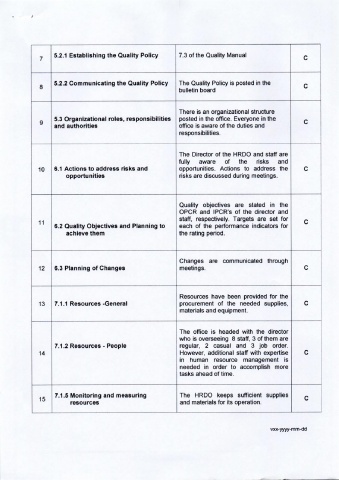 7 5.2.1 Establishing the Quality Policy 7.3 of the Quality Manual C
8 5.2.2 Communicating the Quality Policy The Quality Policy is posted in the C
bulletin board
There is an organizational structure
9 5.3 Organizational roles, responsibilities posted in the office. Everyone in the C
and authorities office is aware of the duties and
responsibilities.
The Director of the HRDO and staff are
fully aware of the risks and
10 6.1 Actions to address risks and opportunities. Actions to address the C
opportunities risks are discussed during meetings.
Quality objectives are stated in the
OPCR and IPCR's of the director and
11 staff, respectively. Targets are set for C
6.2 Quality Objectives and Planning to each of the performance indicators for
achieve them the rating period.
12 6.3 Planning of Changes Changes are communicated through C
meetings.
Resources have been provided for the
13 7.1.1 Resources -General procurement of the needed supplies, C
materials and equipment.
The office is headed with the director
who is overseeing 8 staff, 3 of them are
7.1.2 Resources - People regular, 2 casual and 3 job order.
14 However, additional staff with expertise C
in human resource management is
needed in order to accomplish more
tasks ahead of time.
15 7.1.5 Monitoring and measuring The HRDO keeps sufficient supplies C
resources and materials for its operation.
vxx-yyyy-mm-dd